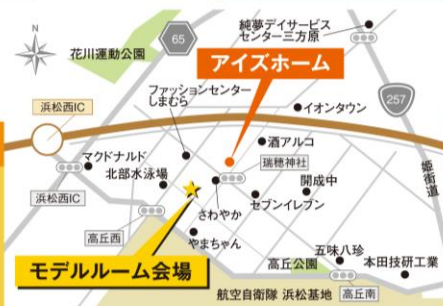 純夢デイサービス
センター三方原
花川運動公園
65
アイズホーム
ファッションセンター
しまむら
イオンタウン
257
浜松西IC
酒アルコ
マクドナルド
瑞穂神社
姫街道
北部水泳場
開成中
浜松西IC
さわやか
セブンイレブン
高丘西
やまちゃん
五味八珍
モデルルーム会場
高丘公園
本田技研工業
航空自衛隊 浜松基地
高丘南